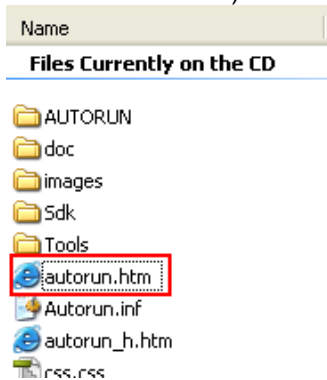 Name
Files Currently on the CD
AUTORUN
doc
images
Sdk
Tools
autorun.htm
Autorun.inf
autorun_h.htm
css.css